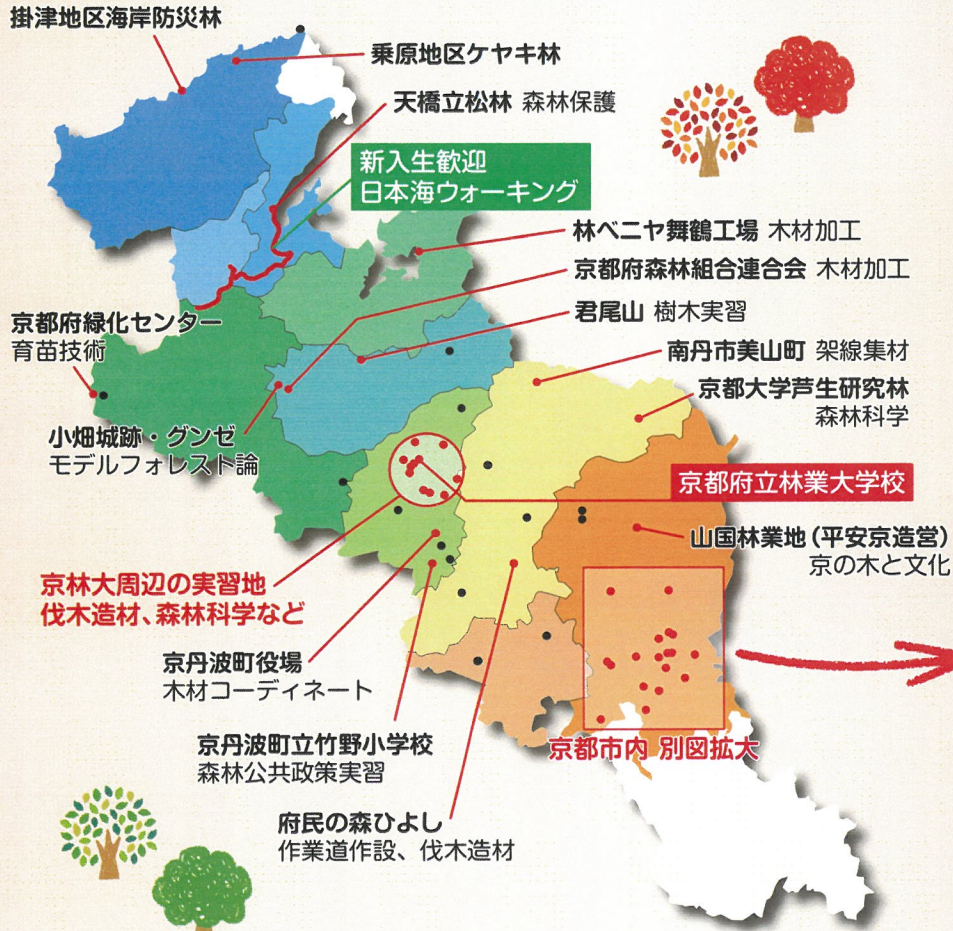 掛津地区海岸防災林
乗原地区ケヤキ林
天橋立松林 森林保護
新入生歓迎
日本海ウォーキング
林ベニヤ舞鶴工場 木材加工
京都府森林組合連合会 木材加工
君尾山 樹木実習
京都府緑化センター
育苗技術
南丹市美山町 架線集材
京都大学芦生研究林
森林科学
小畑城跡・グンゼ
モデルフォレスト論
京都府立林業大学校
山国林業地(平安京造営)
京の木と文化
京林大周辺の実習地
伐木造材、森林科学など
京丹波町役場
木材コーディネート
京丹波町立竹野小学校
森林公共政策実習
京都市内 別図拡大
府民の森ひよし
作業道作設、伐木造材